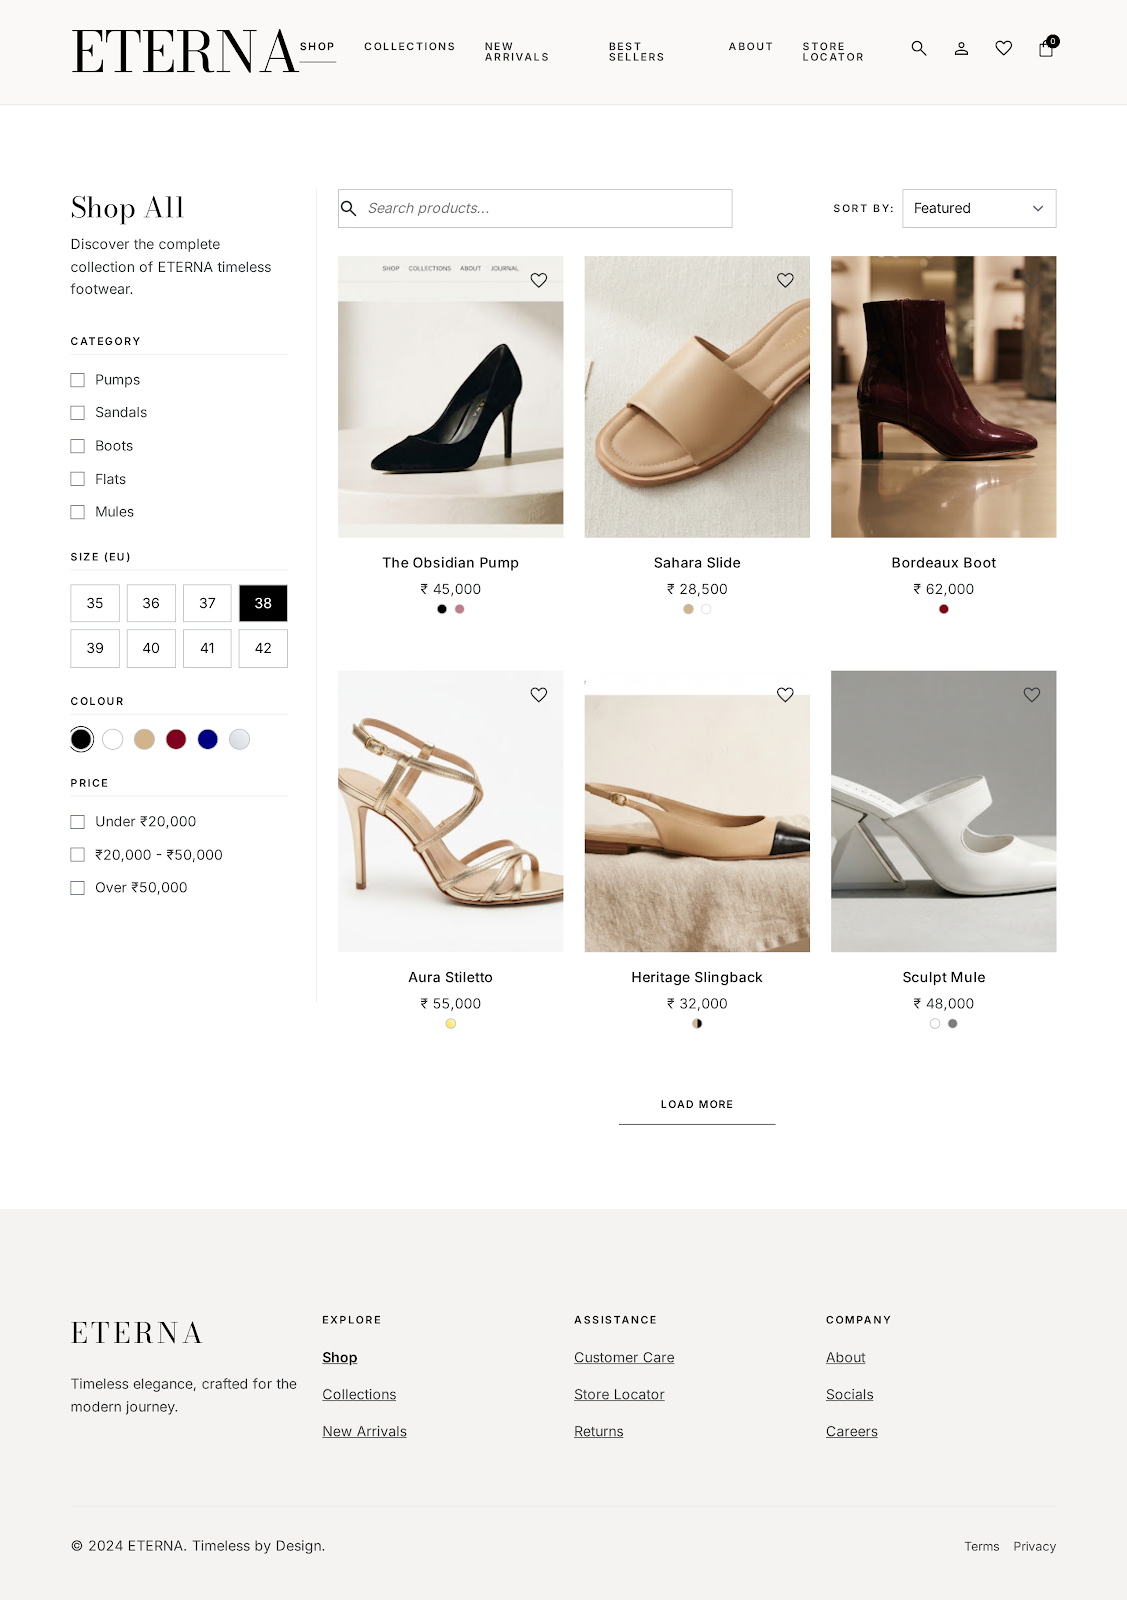 ETERNA
SHOP
COLLECTIONS
NEW
ARRIVALS
BEST
SELLERS
ABOUT
STORE
LOCATOR
0
Shop All
Discover the complete
collection of ETERNA timeless
footwear.
CATEGORY
Pumps
Sandals
Boots
Flats
Mules
SIZE (EU)
35 36 37 38
39 40 41 42
COLOUR
PRICE
Under ₹20,000
₹20,000 - ₹50,000
Over ₹50,000
Search products...
SORT BY: Featured
SHOP COLLECTIONS ABOUT JOURNAL
The Obsidian Pump
₹ 45,000
Sahara Slide
₹ 28,500
Bordeaux Boot
₹ 62,000
Aura Stiletto
₹ 55,000
Heritage Slingback
₹ 32,000
Sculpt Mule
₹ 48,000
LOAD MORE
ETERNA
Timeless elegance, crafted for the
modern journey.
EXPLORE
Shop
Collections
New Arrivals
ASSISTANCE
Customer Care
Store Locator
Returns
COMPANY
About
Socials
Careers
© 2024 ETERNA. Timeless by Design.
Terms Privacy